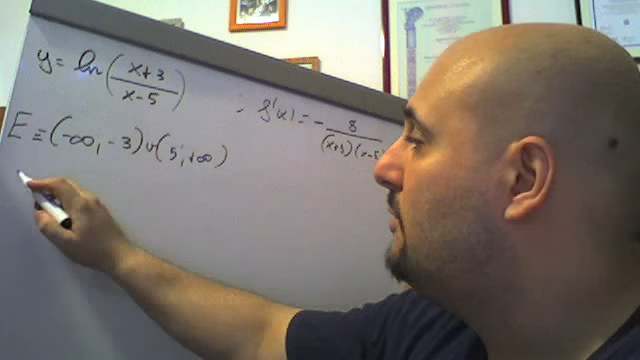 y = ln(x+3/x-5)
f'(x) = - 8/(x+3)(x-5
E ≡ (-∞, -3) ∪ (5, +∞)